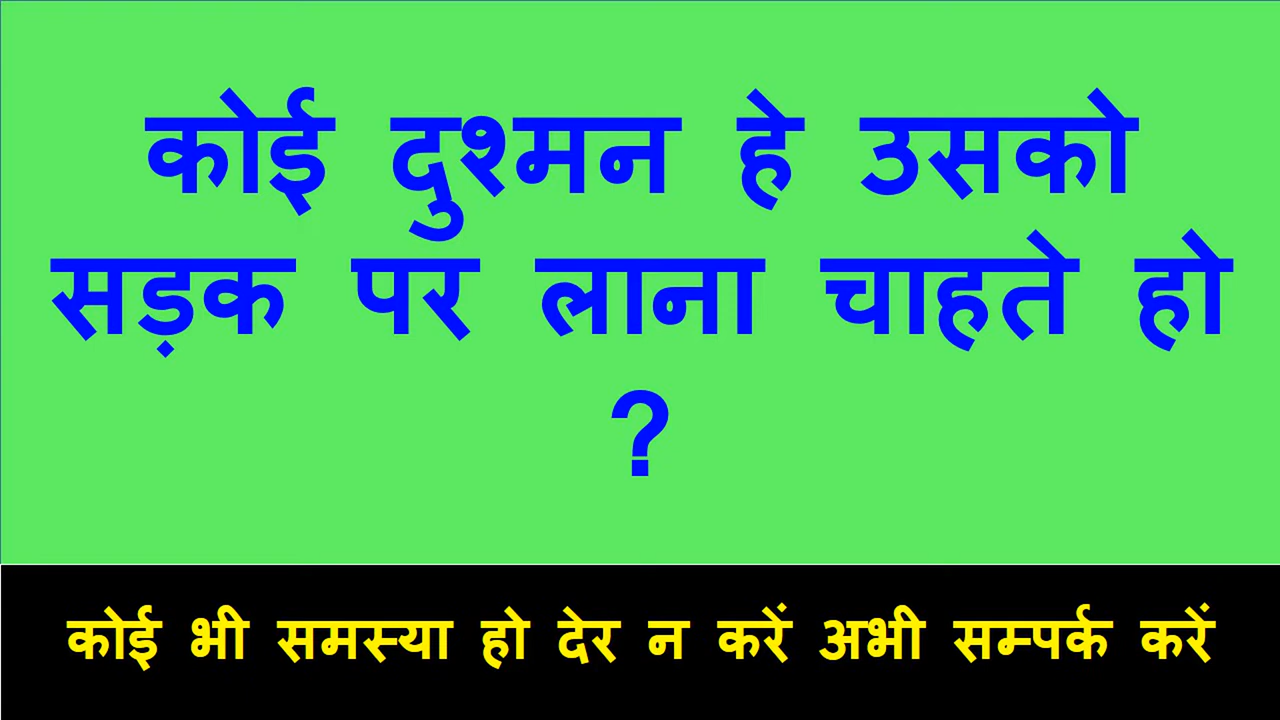 कोई दुश्मन हे उसको
सड़क पर लाना चाहते हो
?
कोई भी समस्या हो देर न करें अभी सम्पर्क करें